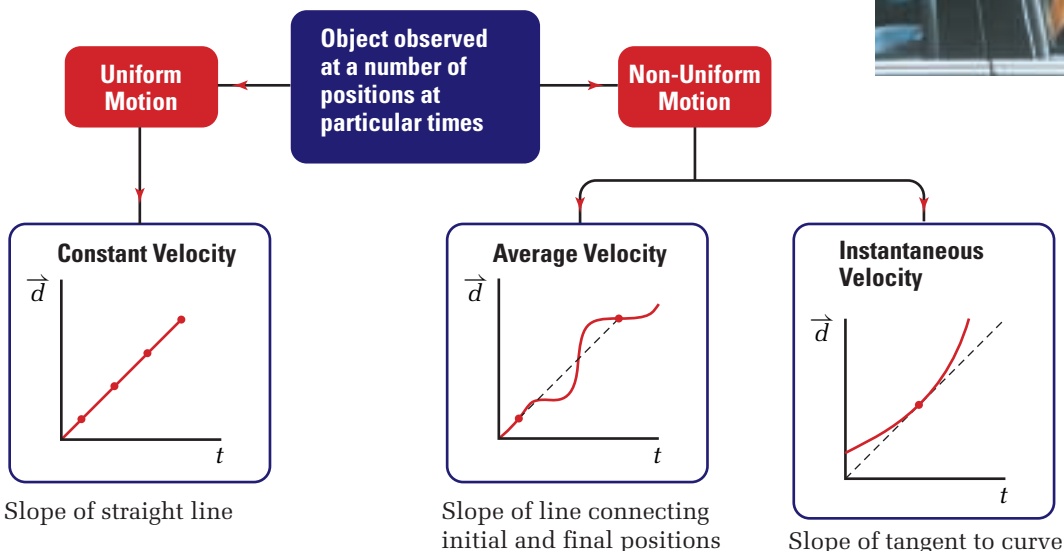 Object observed
at a number of
positions at
particular times
Uniform
Motion
Non-Uniform
Motion
Constant Velocity
d
t
Slope of straight line
Average Velocity
d
t
Slope of line connecting
initial and final positions
Instantaneous
Velocity
d
t
Slope of tangent to curve